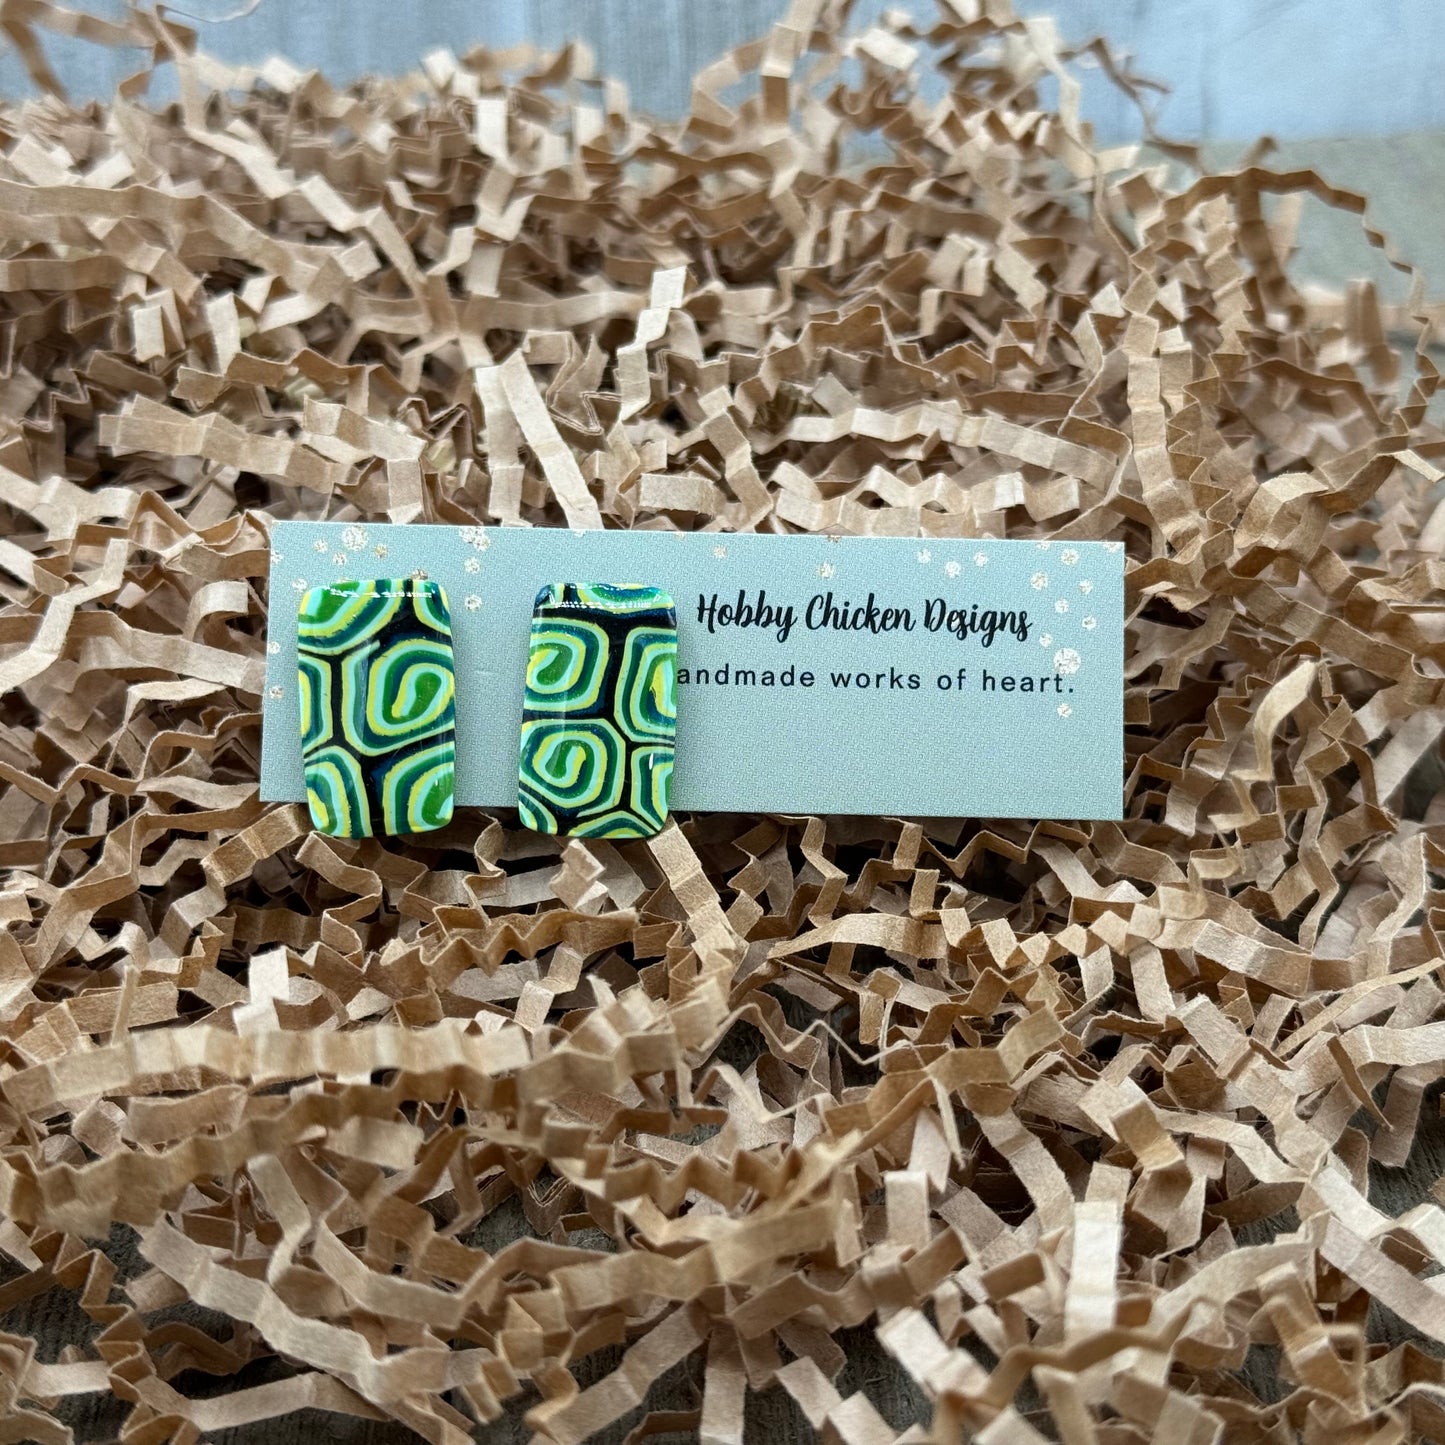 Hobby Chicken Designs
andmade works of heart.